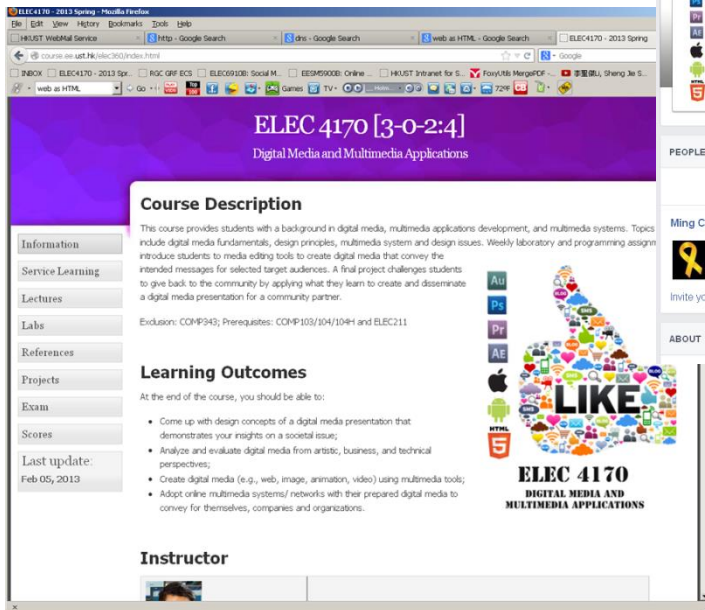 ELEC4170 - 2013 Spring - Mozilla Firefox
File Edit View History Bookmarks Tools Help
HKUST WebMail Service
http - Google Search
dns - Google Search
web as HTML - Google Search
ELEC4170 - 2013 Spring
course.ee.ust.hk/elec360/index.html
Google
INBOX ELEC4170 - 2013 Spr... RGC GRF ECS ELEC6910B: Social M... EESM5900B: Online ... HKUST Intranet for S... FoxyUtils MergePDF -...
web as HTML Go Games TV 72°F
ELEC 4170 [3-0-2:4]
Digital Media and Multimedia Applications
Information
Service Learning
Lectures
Labs
References
Projects
Exam
Scores
Last update:
Feb 05, 2013
Course Description
This course provides students with a background in digital media, multimedia applications development, and multimedia systems. Topics
include digital media fundamentals, design principles, multimedia system and design issues. Weekly laboratory and programming assignm
introduce students to media editing tools to create digital media that convey the
intended messages for selected target audiences. A final project challenges students
to give back to the community by applying what they learn to create and disseminate
a digital media presentation for a community partner.
Exclusion: COMP343; Prerequisites: COMP103/104/104H and ELEC211
Learning Outcomes
At the end of the course, you should be able to:
Come up with design concepts of a digital media presentation that
demonstrates your insights on a societal issue;
Analyze and evaluate digital media from artistic, business, and technical
perspectives;
Create digital media (e.g., web, image, animation, video) using multimedia tools;
Adopt online multimedia systems/ networks with their prepared digital media to
convey for themselves, companies and organizations.
Instructor
Au
Ps
Pr
AE
HTML
5
LIKE
ELEC 4170
DIGITAL MEDIA AND
MULTIMEDIA APPLICATIONS
Pr
AE
HTML
5
PEOPLE
Ming C
Invite yo
ABOUT